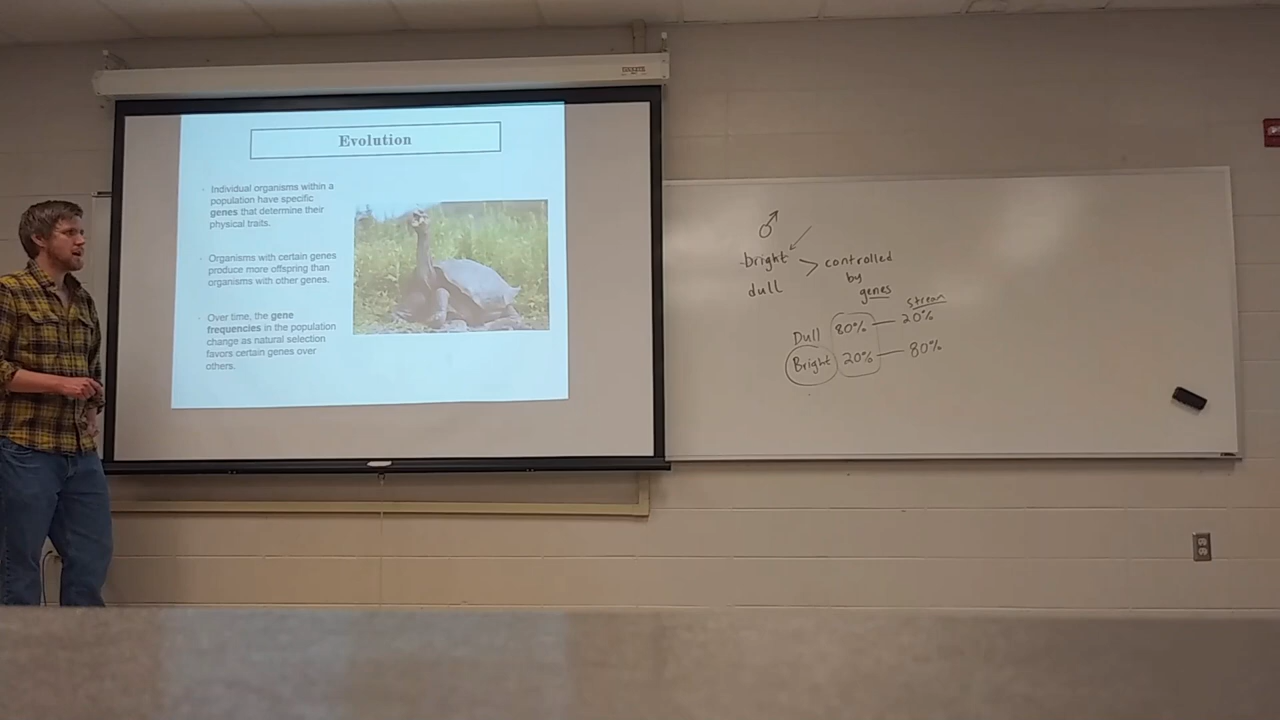 Evolution
· Individual organisms within a
population have specific
genes that determine their
physical traits.
· Organisms with certain genes
produce more offspring than
organisms with other genes.
· Over time, the gene
frequencies in the population
change as natural selection
favors certain genes over
others.
♂
bright > controlled
dull
by
genes
stream
Dull 80% — 20%
Bright 20% — 80%